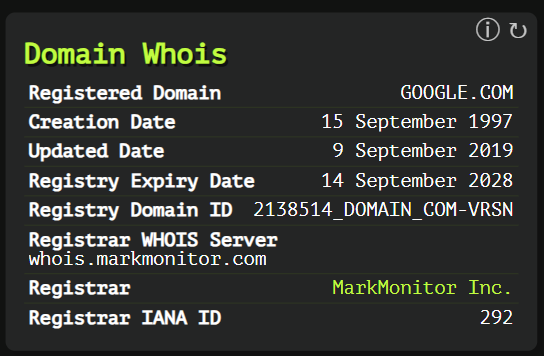 Domain Whois
Registered Domain GOOGLE.COM
Creation Date 15 September 1997
Updated Date 9 September 2019
Registry Expiry Date 14 September 2028
Registry Domain ID 2138514_DOMAIN_COM-VRSN
Registrar WHOIS Server
whois.markmonitor.com
Registrar MarkMonitor Inc.
Registrar IANA ID 292